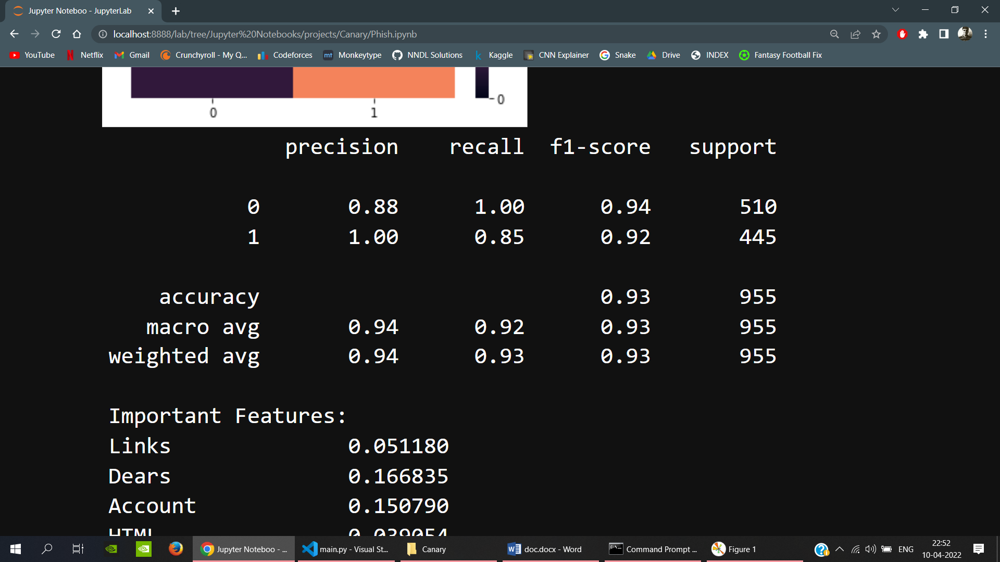 Jupyter Noteboo - JupyterLab
localhost:8888/lab/tree/Jupyter%20Notebooks/projects/Canary/Phish.ipynb
YouTube Netflix Gmail Crunchyroll - My Q... Codeforces mt Monkeytype NNDL Solutions k Kaggle CNN Explainer Snake Drive INDEX Fantasy Football Fix
0
0 1
precision recall f1-score support
0 0.88 1.00 0.94 510
1 1.00 0.85 0.92 445
accuracy 0.93 955
macro avg 0.94 0.92 0.93 955
weighted avg 0.94 0.93 0.93 955
Important Features:
Links 0.051180
Dears 0.166835
Account 0.150790
HTML 0.039054
Jupyter Noteboo - ... main.py - Visual St... Canary doc.docx - Word Command Prompt ... Figure 1 ENG
22:52
10-04-2022